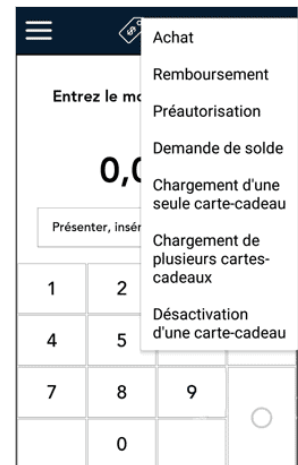 Achat
Remboursement
Entrez le mo
Préautorisation
Demande de solde
0,0
Chargement d'une
seule carte-cadeau
Présenter, insér
Chargement de
plusieurs cartes-
cadeaux
1 2
Désactivation
d'une carte-cadeau
4 5
7 8 9
0